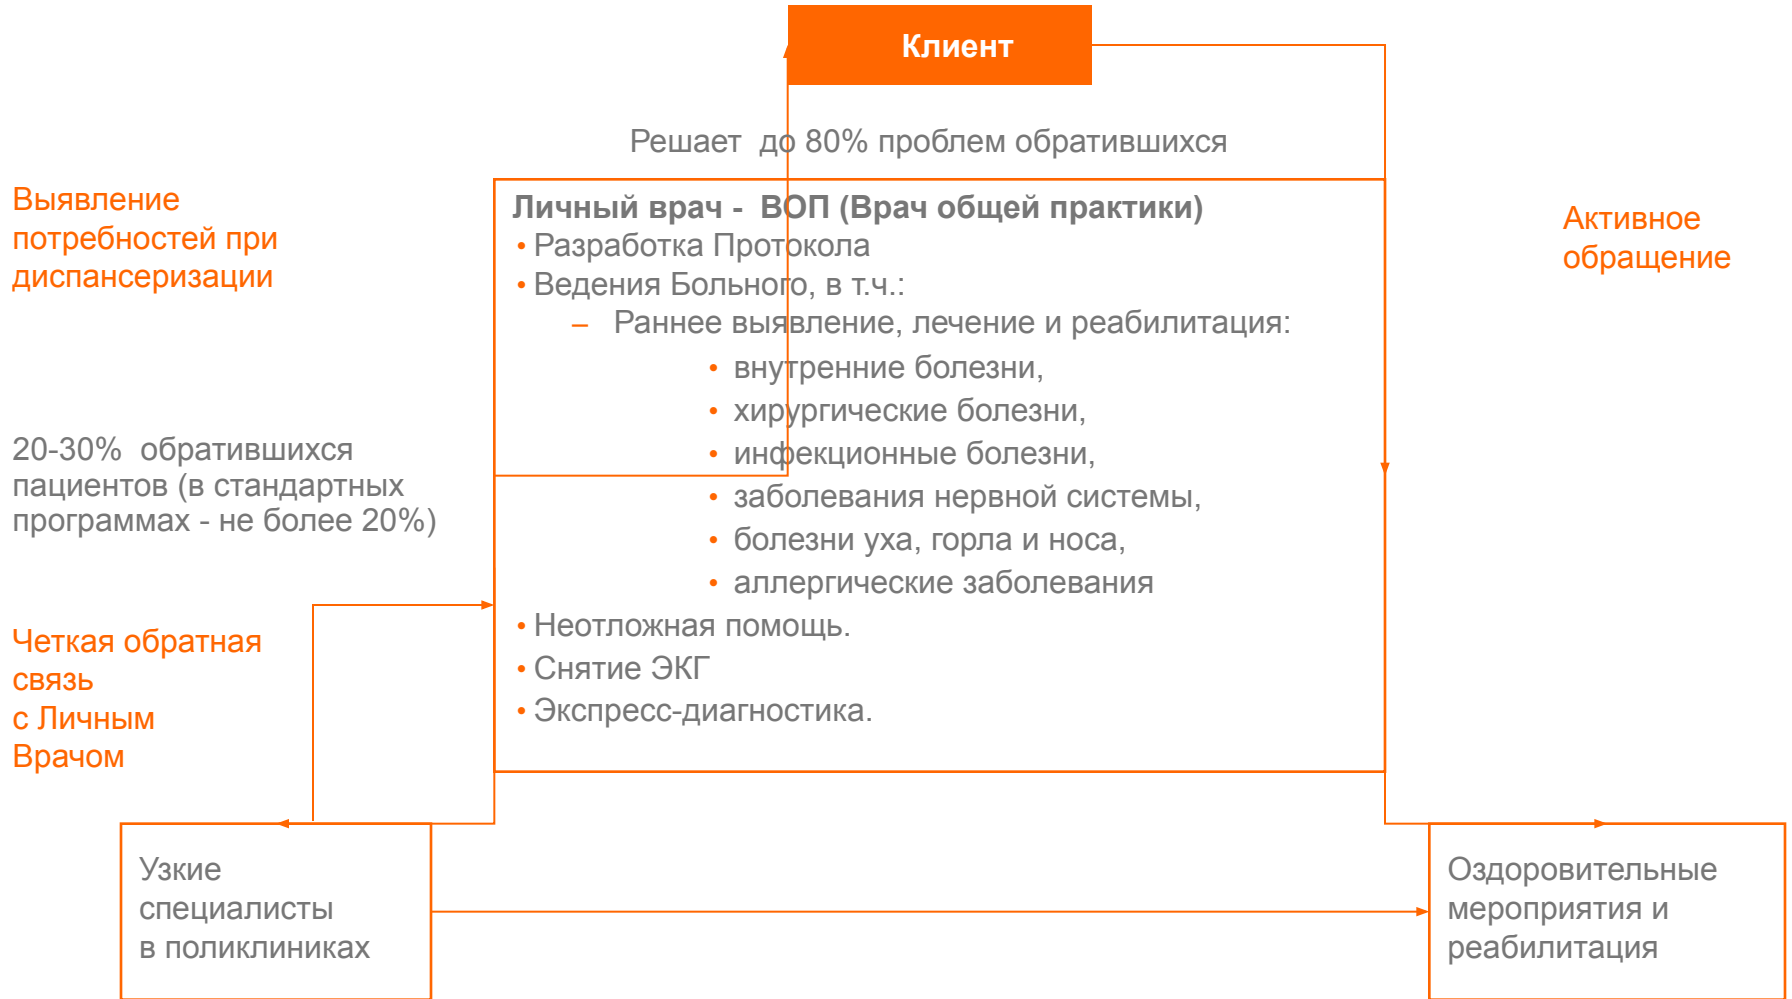 Клиент
Решает до 80% проблем обратившихся
Выявление
потребностей при
диспансеризации
20-30% обратившихся
пациентов (в стандартных
программах - не более 20%)
Четкая обратная
связь
с Личным
Врачом
Личный врач - ВОП (Врач общей практики)
• Разработка Протокола
• Ведения Больного, в т.ч.:
– Раннее выявление, лечение и реабилитация:
• внутренние болезни,
• хирургические болезни,
• инфекционные болезни,
• заболевания нервной системы,
• болезни уха, горла и носа,
• аллергические заболевания
• Неотложная помощь.
• Снятие ЭКГ
• Экспресс-диагностика.
Активное
обращение
Узкие
специалисты
в поликлиниках
Оздоровительные
мероприятия и
реабилитация